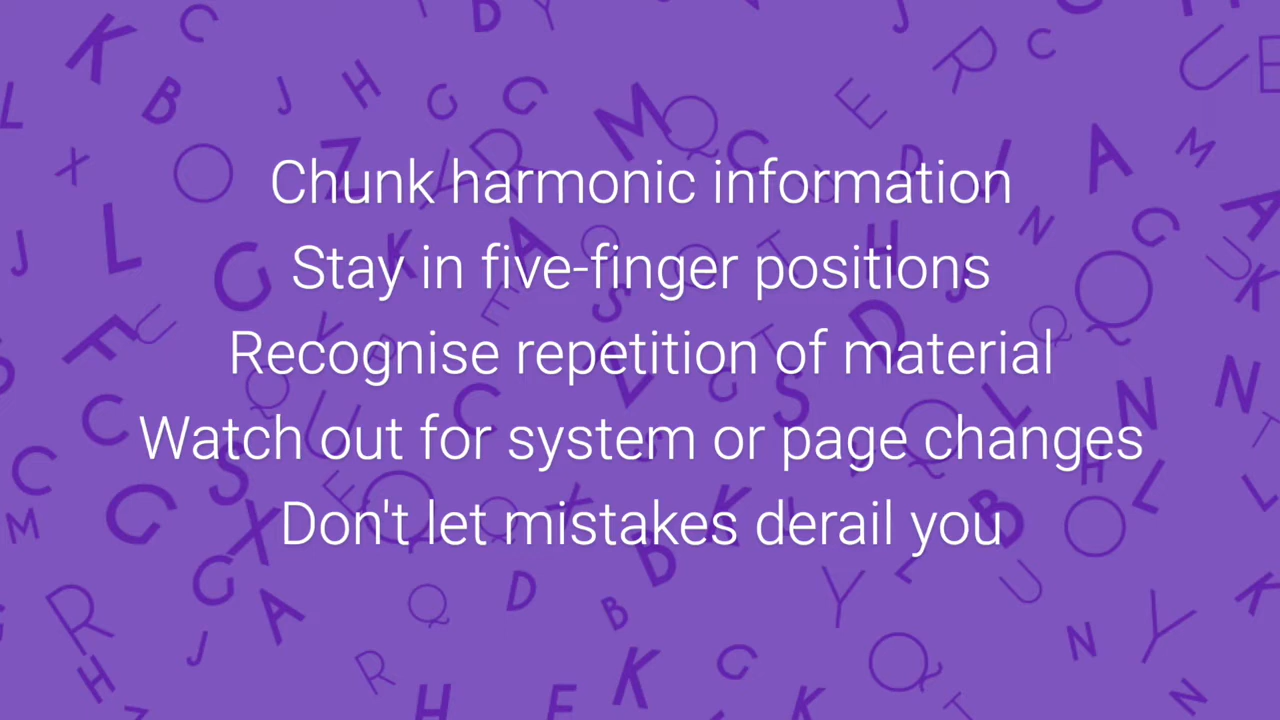 Chunk harmonic information
Stay in five-finger positions
Recognise repetition of material
Watch out for system or page changes
Don't let mistakes derail you